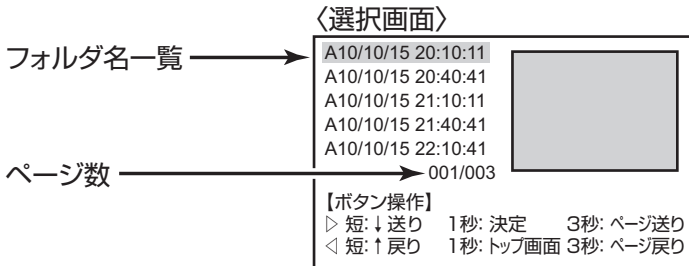 〈選択画面〉
フォルダ名一覧
A10/10/15 20:10:11
A10/10/15 20:40:41
A10/10/15 21:10:11
A10/10/15 21:40:41
A10/10/15 22:10:41
ページ数
001/003
【ボタン操作】
▷ 短:↓送り 1秒: 決定 3秒: ページ送り
◁ 短:↑戻り 1秒: トップ画面 3秒: ページ戻り